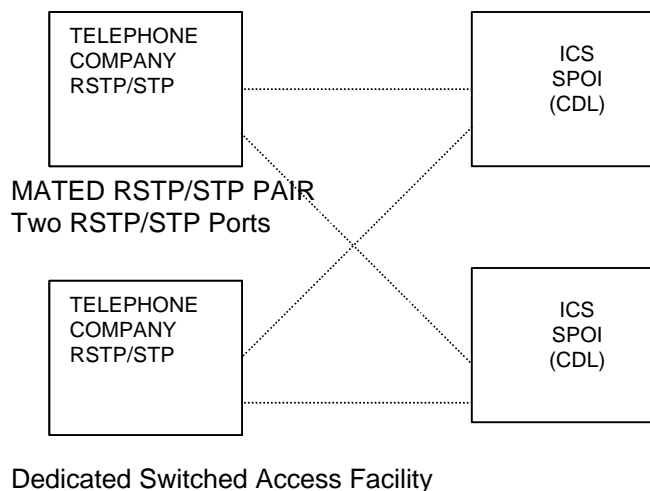 TELEPHONE
COMPANY
RSTP/STP
ICS
SPOI
(CDL)
MATED RSTP/STP PAIR
Two RSTP/STP Ports
TELEPHONE
COMPANY
RSTP/STP
ICS
SPOI
(CDL)
Dedicated Switched Access Facility